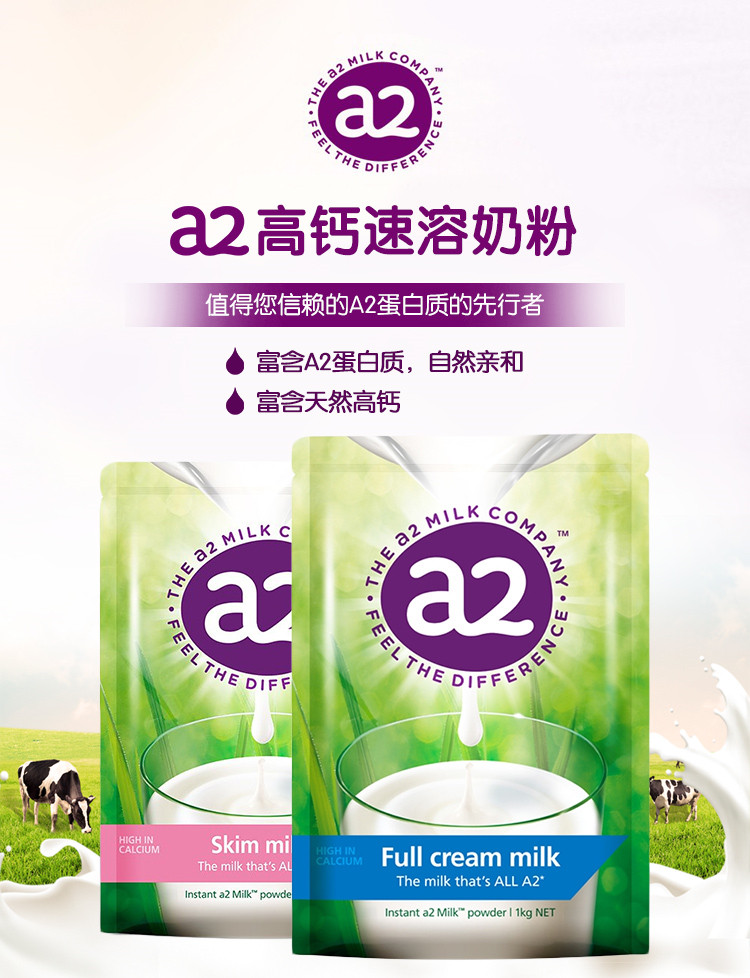 THE a2 MILK COMPANY™
a2
FEEL THE DIFFERENCE
a2高钙速溶奶粉
值得您信赖的A2蛋白质的先行者
富含A2蛋白质，自然亲和
富含天然高钙
THE a2 MILK C
a2
FEEL THE DIFF
HIGH IN
CALCIUM
Skim mi
The milk that's AL
Instant a2 Milk™ powde
THE a2 MILK COMPANY™
a2
FEEL THE DIFFERENCE
HIGH IN
CALCIUM
Full cream milk
The milk that's ALL A2*
Instant a2 Milk™ powder | 1kg NET